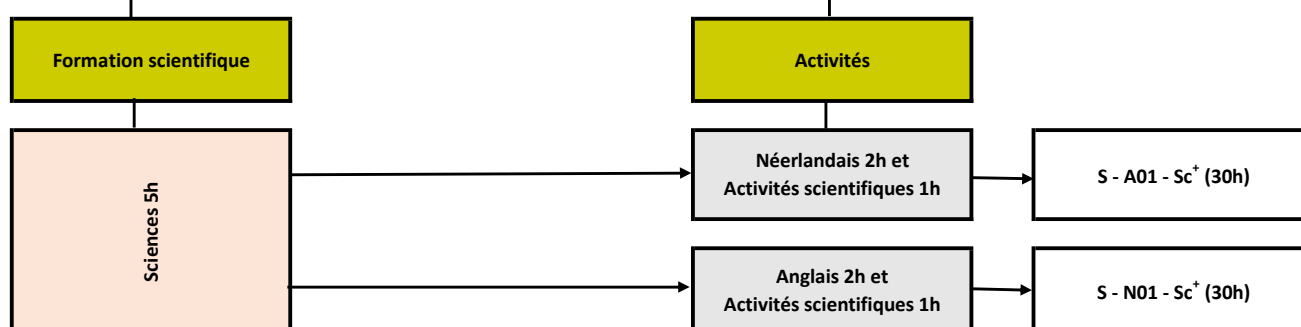 Formation scientifique
Activités
Sciences 5h
Néerlandais 2h et
Activités scientifiques 1h
S - A01 - Sc⁺ (30h)
Anglais 2h et
Activités scientifiques 1h
S - N01 - Sc⁺ (30h)